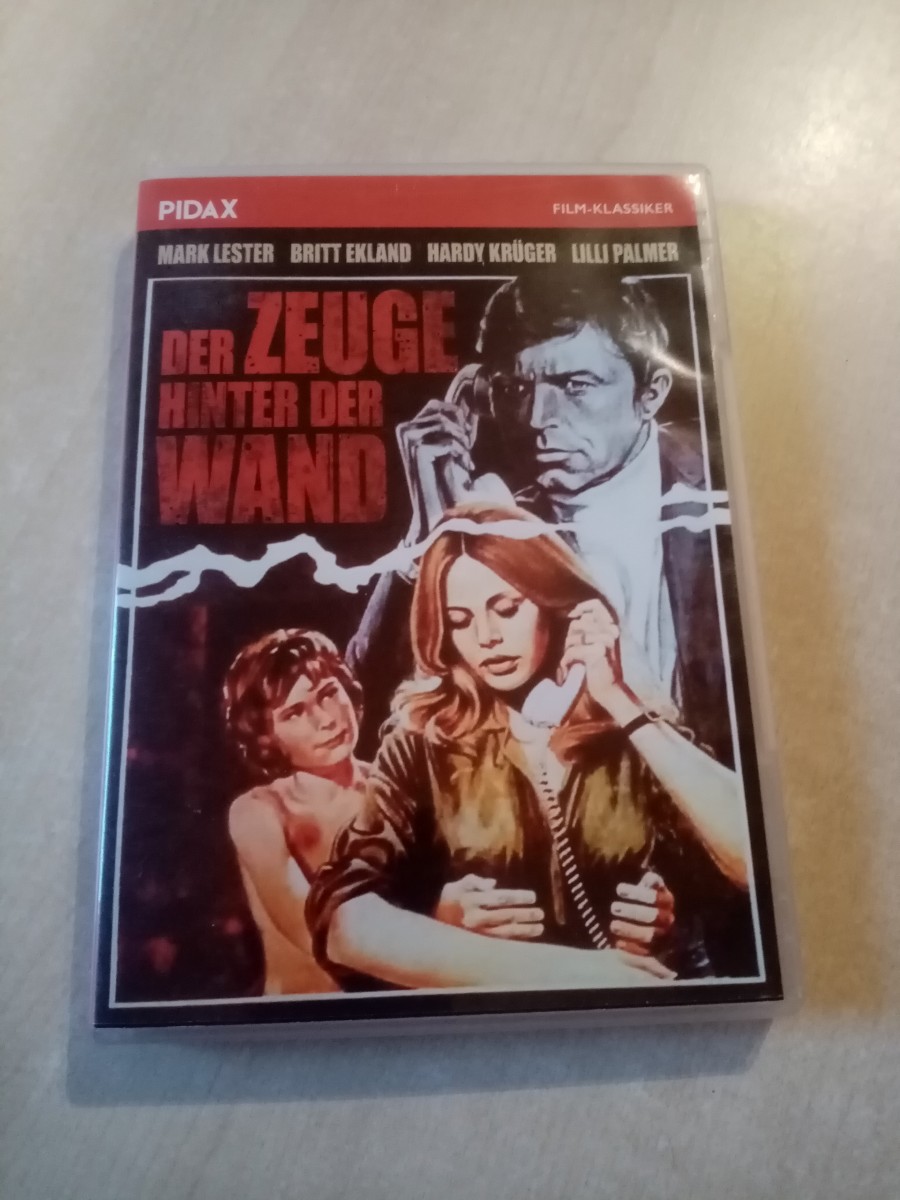 PIDAX
FILM-KLASSIKER
MARK LESTER BRITT EKLAND HARDY KRÜGER LILLI PALMER
DER ZEUGE
HINTER DER
WAND